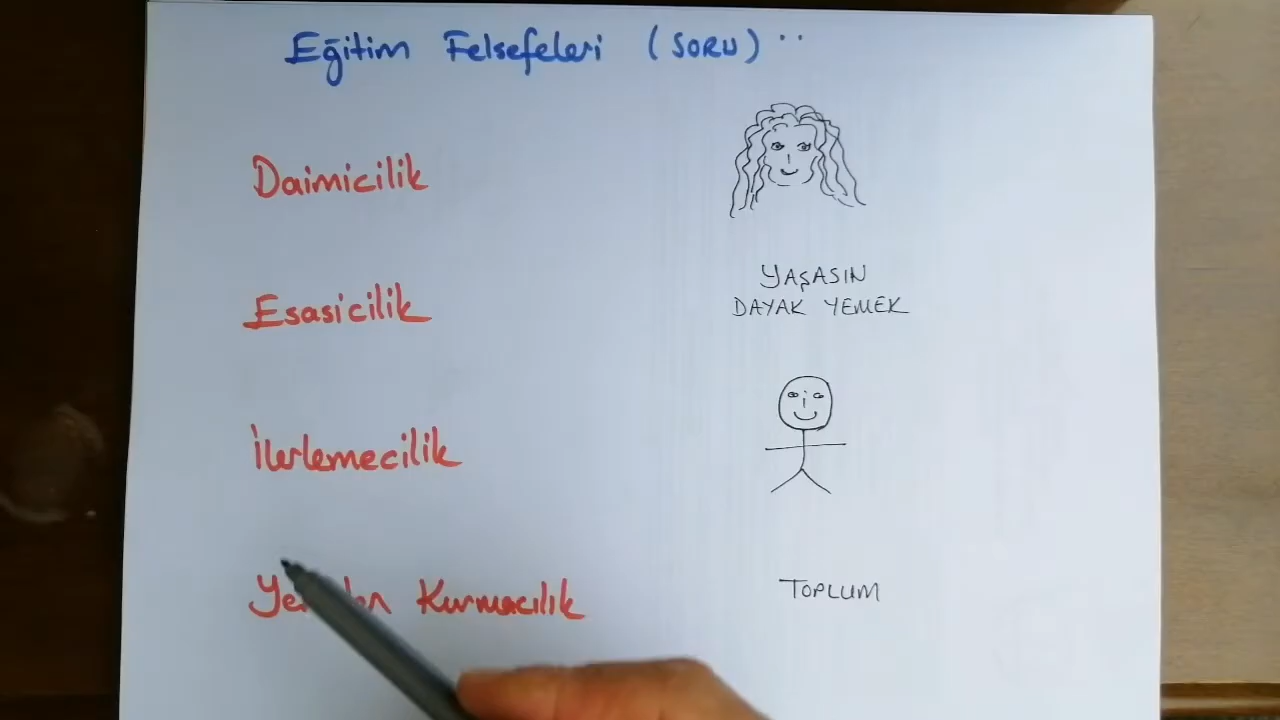 Eğitim Felsefeleri (SORU)
Daimicilik
Esasicilik
YAŞASIN
DAYAK YEMEK
İlerlemecilik
Kurmacılık
TOPLUM